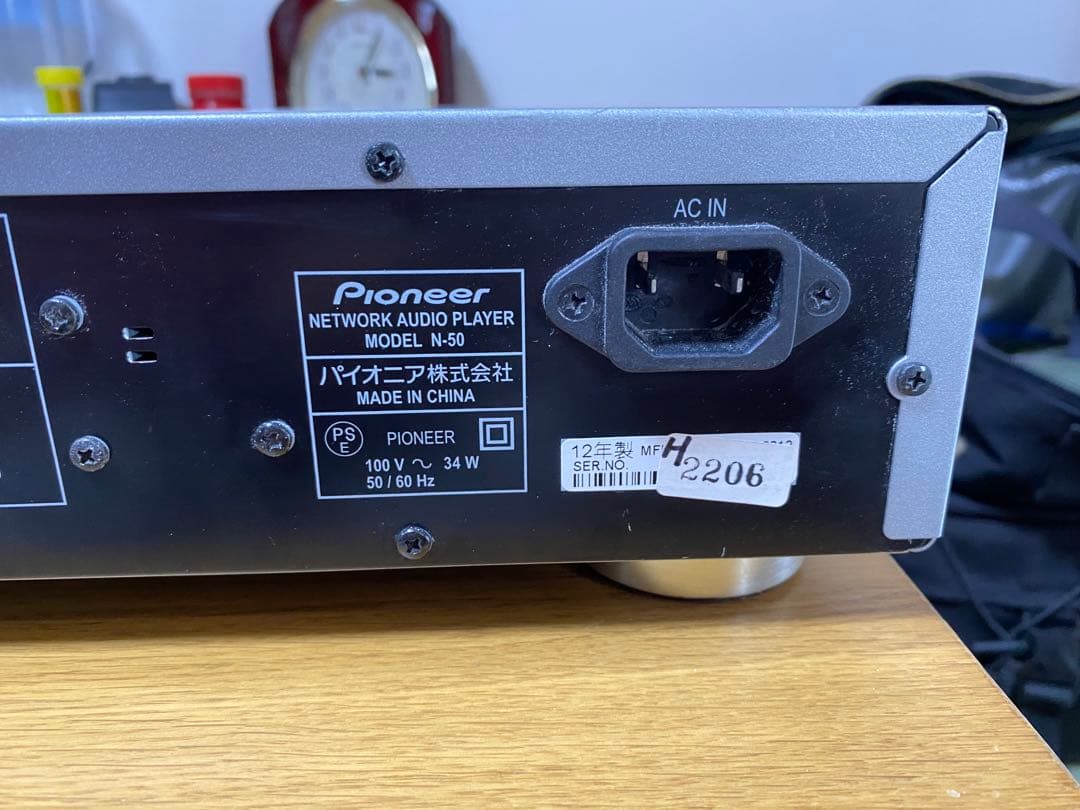 AC IN
Pioneer
NETWORK AUDIO PLAYER
MODEL N-50
パイオニア株式会社
MADE IN CHINA
PS
E
PIONEER
100 V ～ 34 W
50 / 60 Hz
12年製
SER.NO.
H
2206